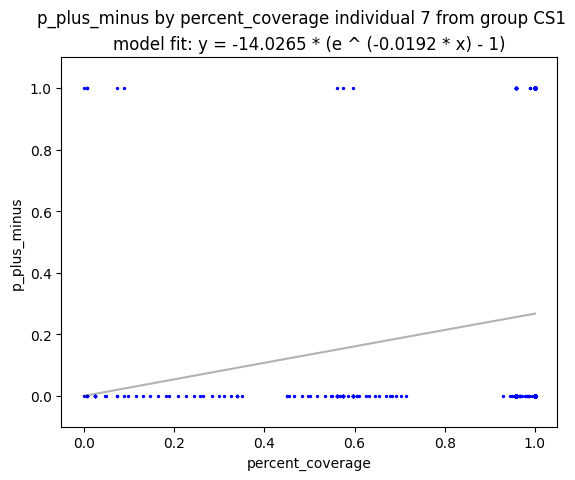 p_plus_minus by percent_coverage individual 7 from group CS1
model fit: y = -14.0265 * (e ^ (-0.0192 * x) - 1)
1.0
0.8
0.6
0.4
0.2
0.0
p_plus_minus
0.0 0.2 0.4 0.6 0.8 1.0
percent_coverage